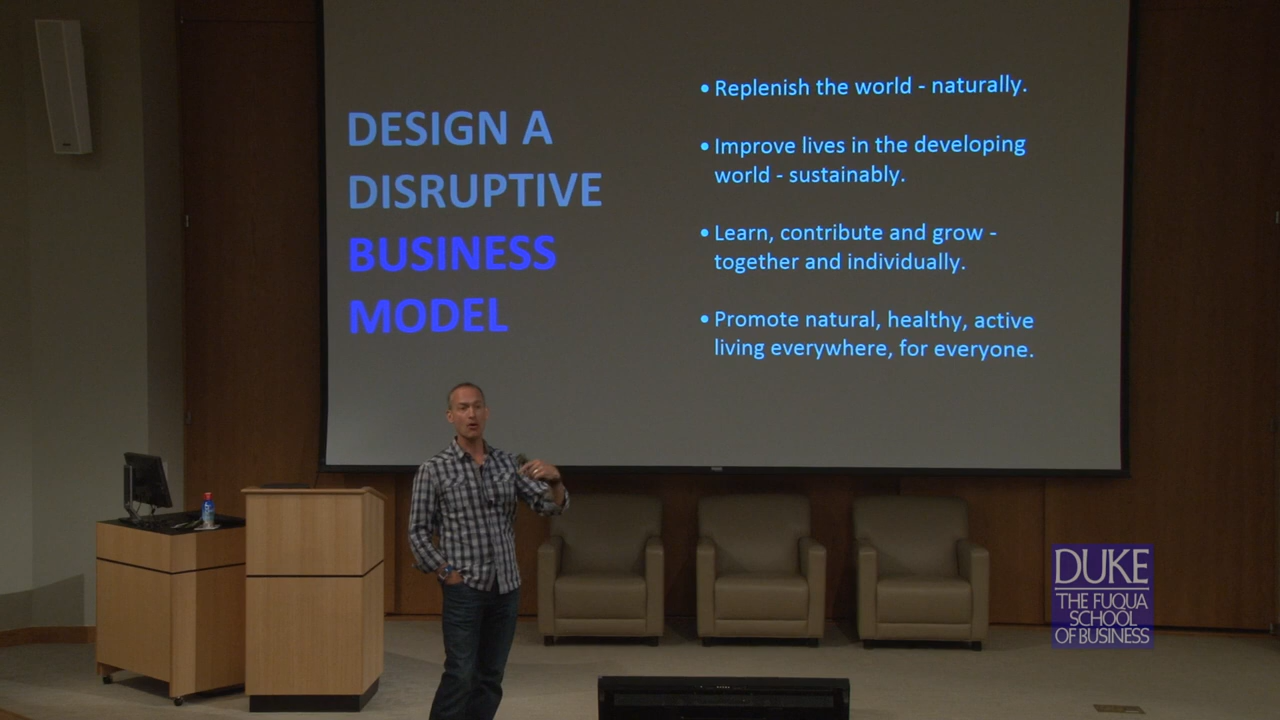 DESIGN A
DISRUPTIVE
BUSINESS
MODEL
• Replenish the world - naturally.
• Improve lives in the developing
world - sustainably.
• Learn, contribute and grow -
together and individually.
• Promote natural, healthy, active
living everywhere, for everyone.
DUKE
THE FUQUA
SCHOOL
OF BUSINESS